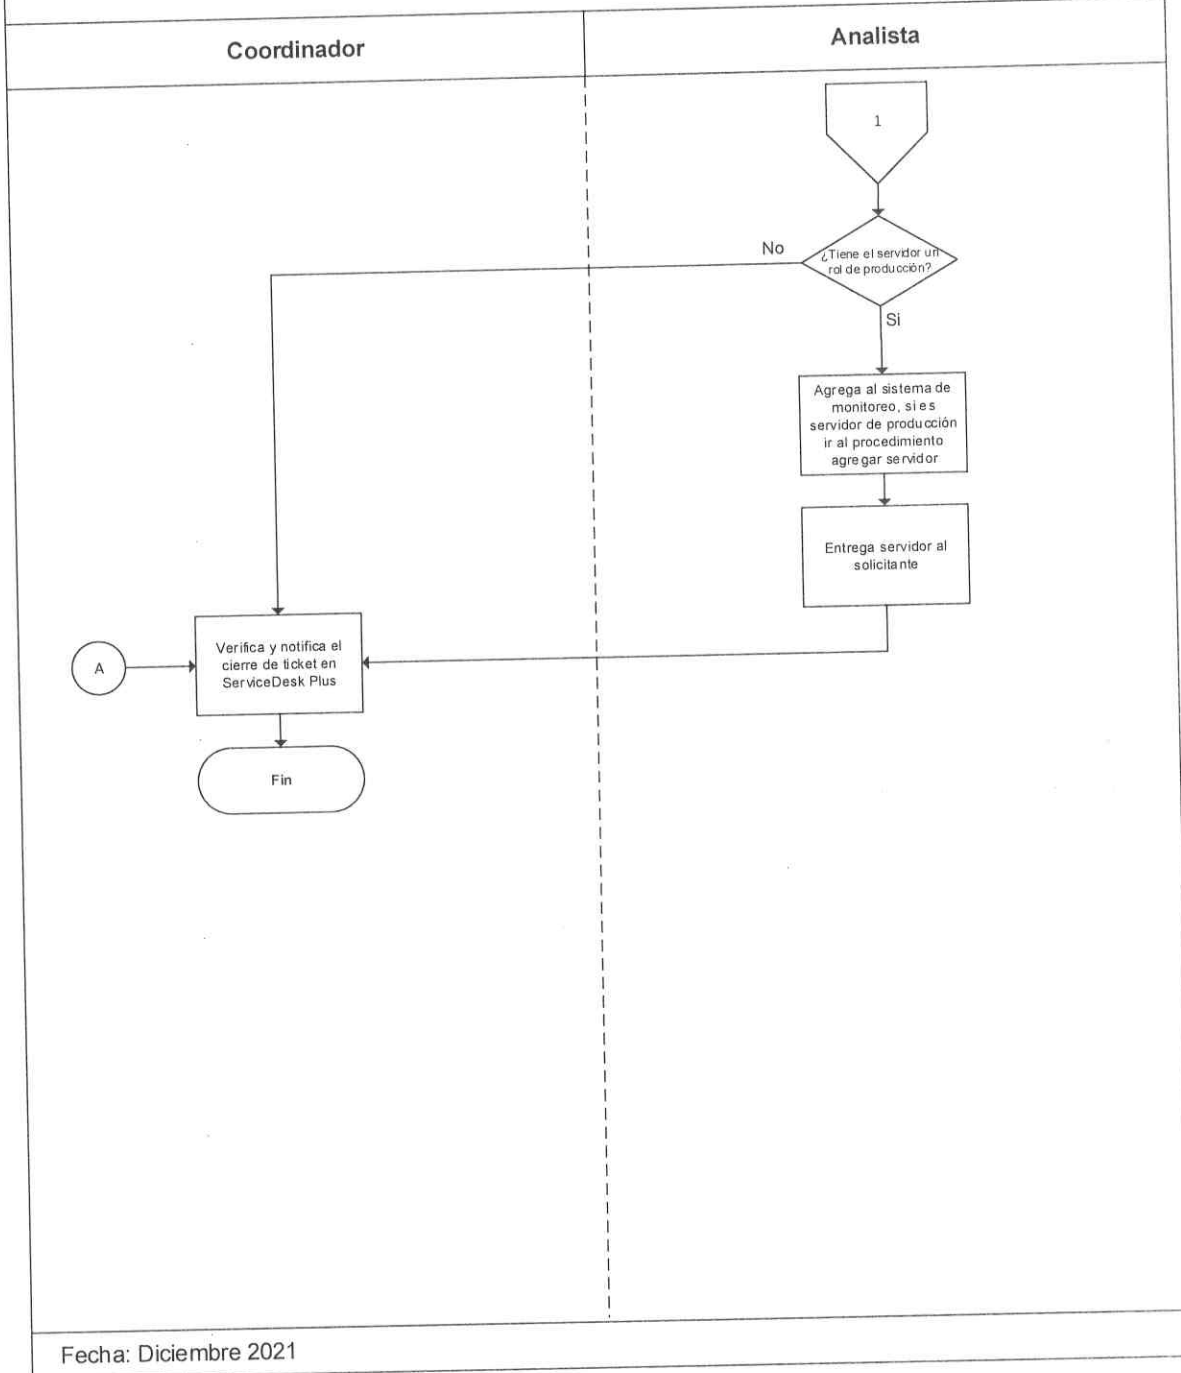 Coordinador
Analista
1
¿Tiene el servidor un
rol de producción?
No
Si
Agrega al sistema de
monitoreo, si es
servidor de producción
ir al procedimiento
agregar servidor
Entrega servidor al
solicitante
A
Verifica y notifica el
cierre de ticket en
ServiceDesk Plus
Fin
Fecha: Diciembre 2021